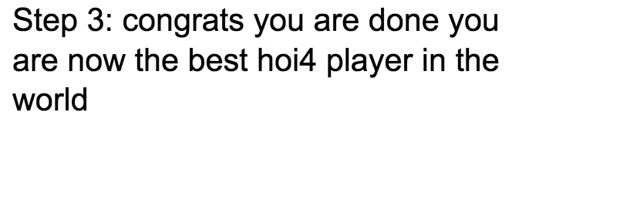 Step 3: congrats you are done you
are now the best hoi4 player in the
world